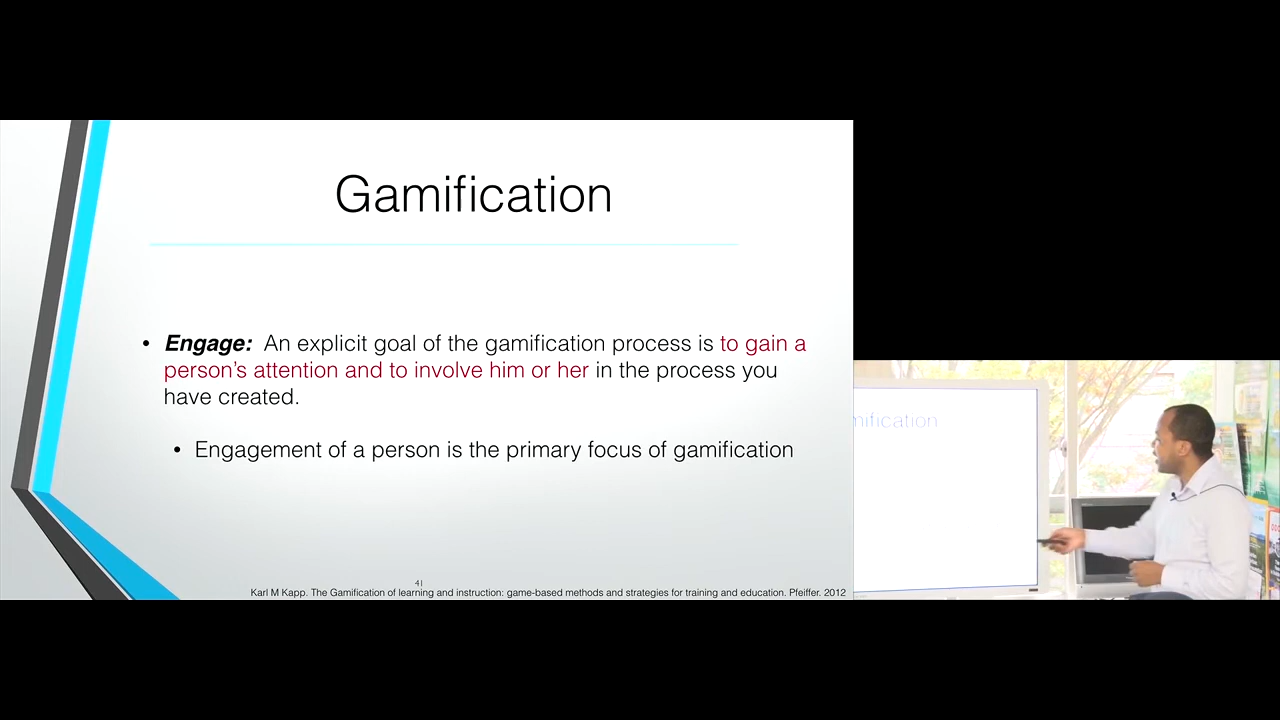 Gamification
• Engage: An explicit goal of the gamification process is to gain a
person's attention and to involve him or her in the process you
have created.
• Engagement of a person is the primary focus of gamification
41
Karl M Kapp. The Gamification of learning and instruction: game-based methods and strategies for training and education. Pfeiffer. 2012
mification